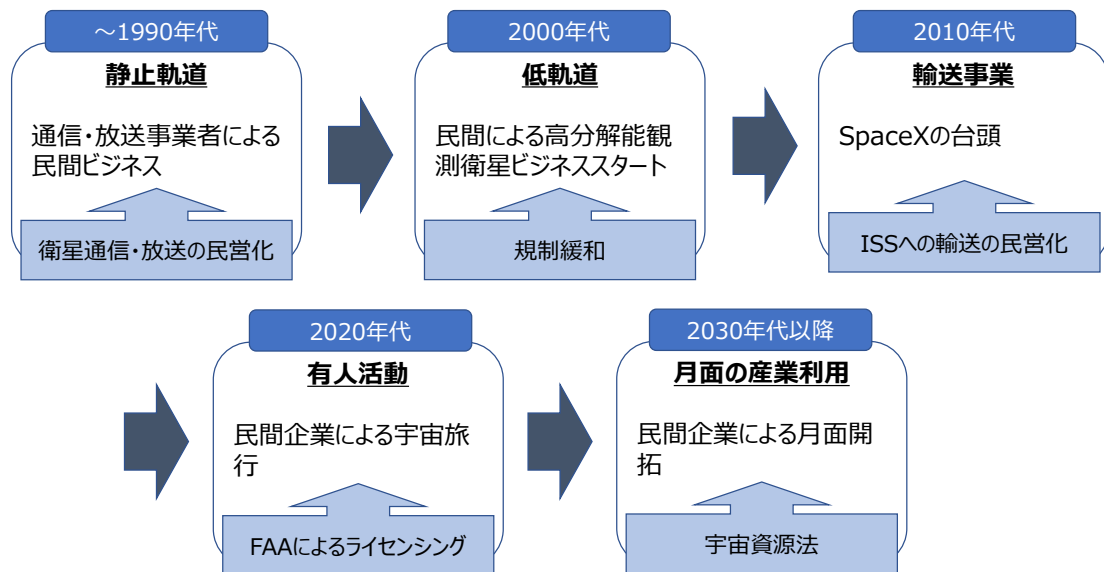 ～1990年代
静止軌道
通信・放送事業者による
民間ビジネス
衛星通信・放送の民営化
2000年代
低軌道
民間による高分解能観
測衛星ビジネススタート
規制緩和
2010年代
輸送事業
SpaceXの台頭
ISSへの輸送の民営化
2020年代
有人活動
民間企業による宇宙旅
行
FAAによるライセンシング
2030年代以降
月面の産業利用
民間企業による月面開
拓
宇宙資源法